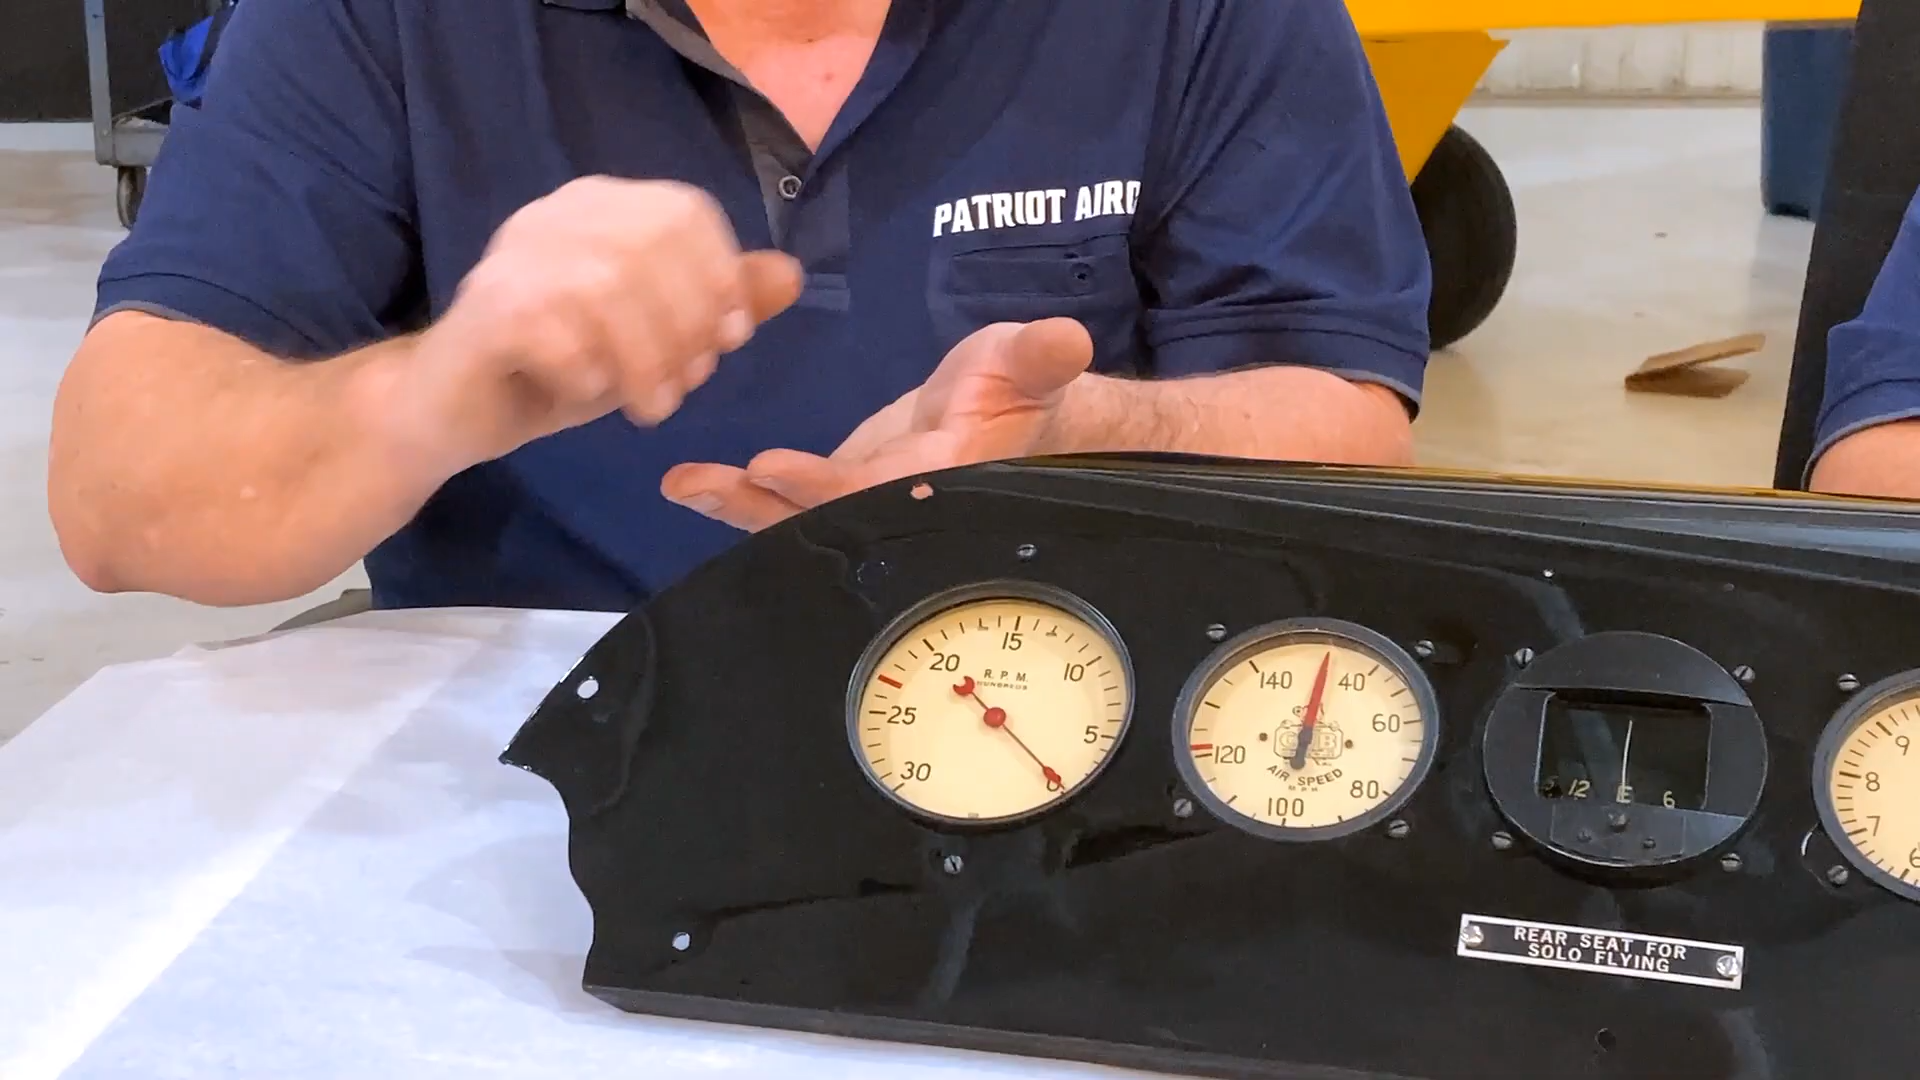 PATRIOT AIRC
15
20
10
R.P.M.
HUNDREDS
25
5
30
0
140
40
60
120
AIR SPEED
M P H
80
100
12 E 6
9
8
7
6
REAR SEAT FOR
SOLO FLYING